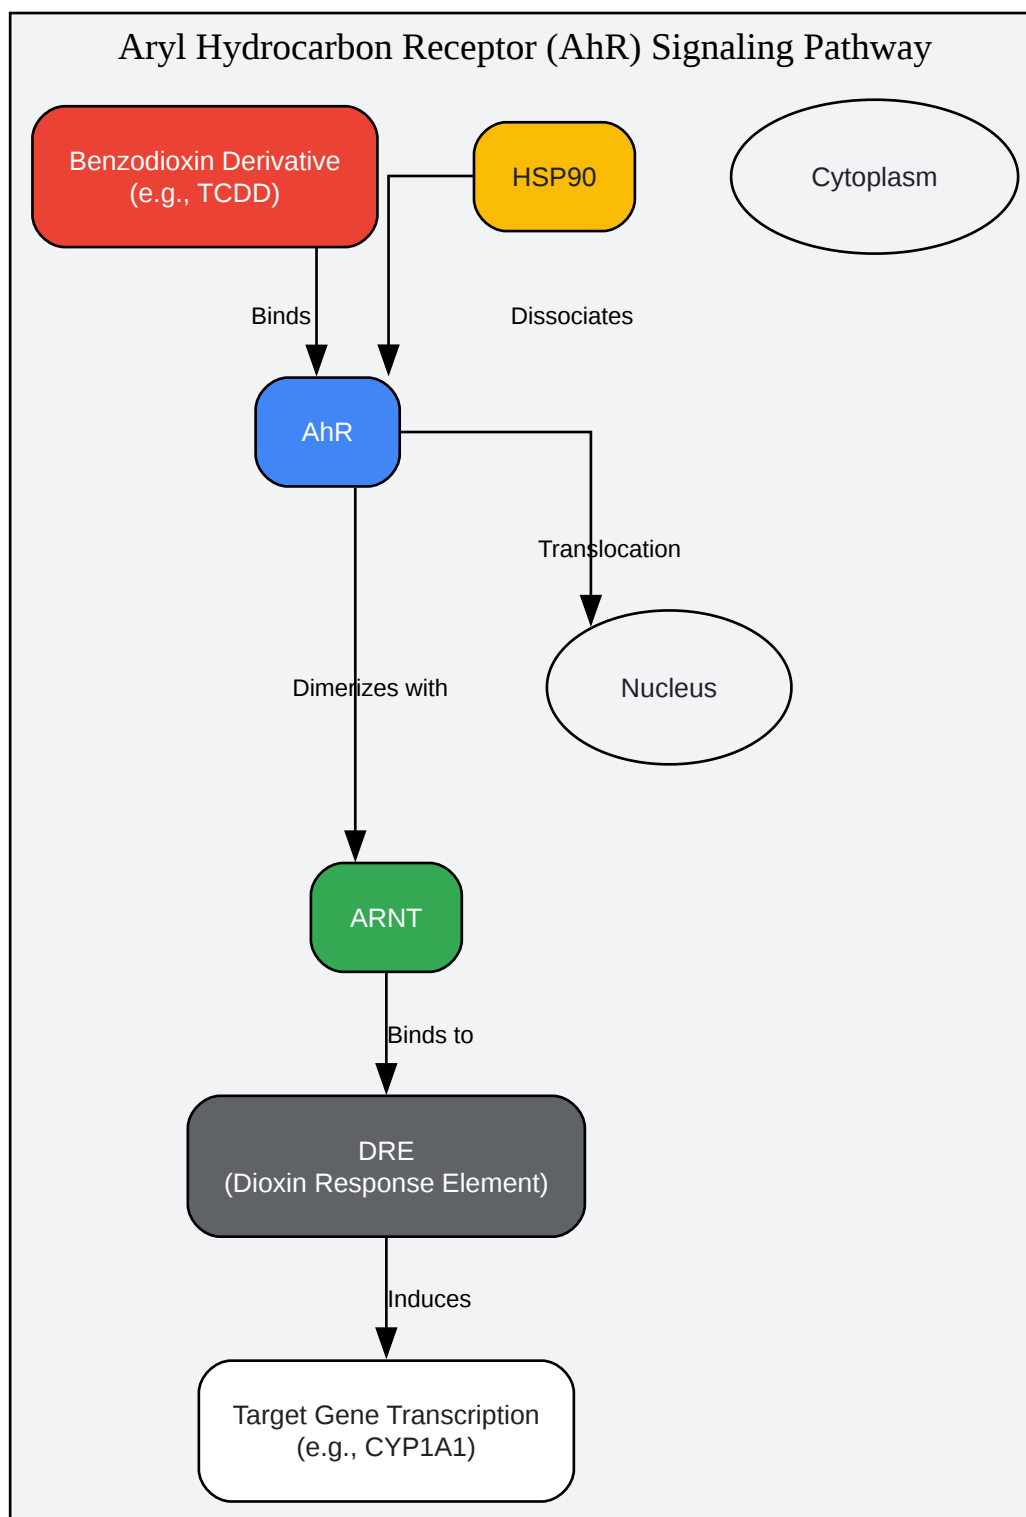 Aryl Hydrocarbon Receptor (AhR) Signaling Pathway
Benzodioxin Derivative
(e.g., TCDD)
HSP90
Cytoplasm
Binds
Dissociates
AhR
Translocation
Dimerizes with
Nucleus
ARNT
Binds to
DRE
(Dioxin Response Element)
Induces
Target Gene Transcription
(e.g., CYP1A1)